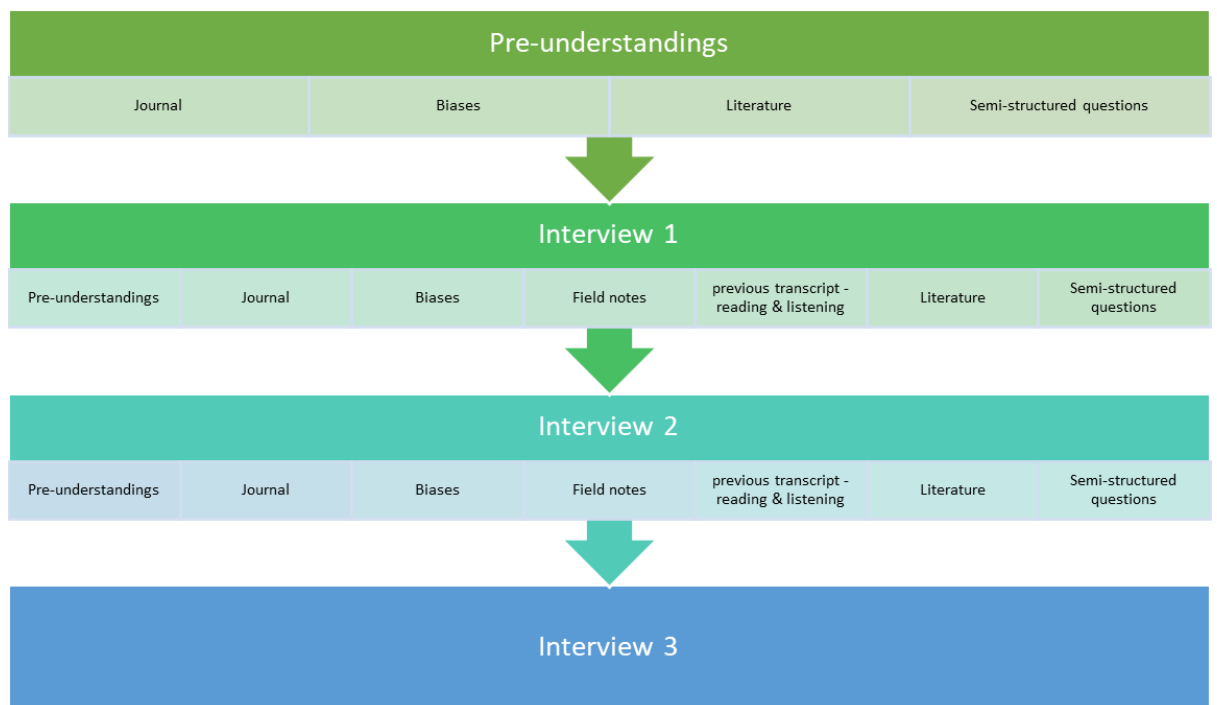 Pre-understandings
Journal
Biases
Literature
Semi-structured questions
Interview 1
Pre-understandings
Journal
Biases
Field notes
previous transcript -
reading & listening
Literature
Semi-structured
questions
Interview 2
Pre-understandings
Journal
Biases
Field notes
previous transcript -
reading & listening
Literature
Semi-structured
questions
Interview 3